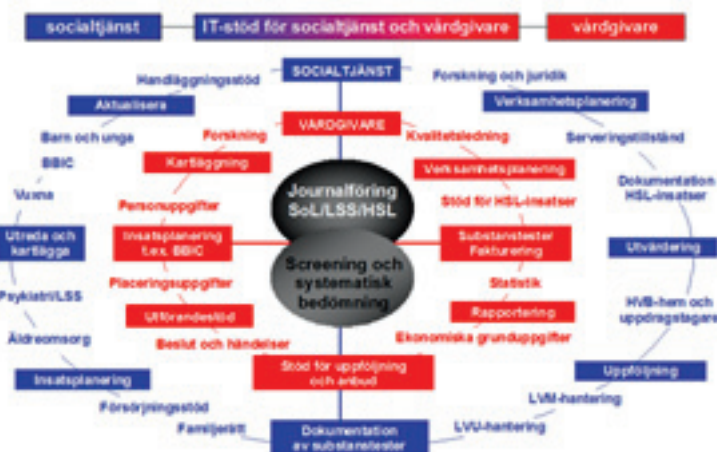 socialtjänst
IT-stöd för socialtjänst och vårdgivare
vårdgivare
SOCIALTJÄNST
Handläggningsstöd
Forskning och juridik
Aktualisera
Verksamhetsplanering
VÅRDGIVARE
Barn och unga
Forskning
Kvalitetsledning
Serveringstillstånd
BBIC
Kartläggning
Verksamhetsplanering
Journalföring
SoL/LSS/HSL
Dokumentation
HSL-insatser
Vuxna
Personuppgifter
Stöd för HSL-insatser
Utreda och
kartlägga
Insatsplanering
t.ex. BBIC
Substanstester
Fakturering
Utvärdering
Screening och
systematisk
bedömning
Psykiatri/LSS
Placeringsuppgifter
Statistik
HVB-hem och
uppdragstagare
Utförandestöd
Rapportering
Äldreomsorg
Beslut och händelser
Ekonomiska grunduppgifter
Stöd för uppföljning
och anbud
Insatsplanering
Uppföljning
Försörjningsstöd
LVM-hantering
Familjerätt
Dokumentation
av substanstester
LVU-hantering